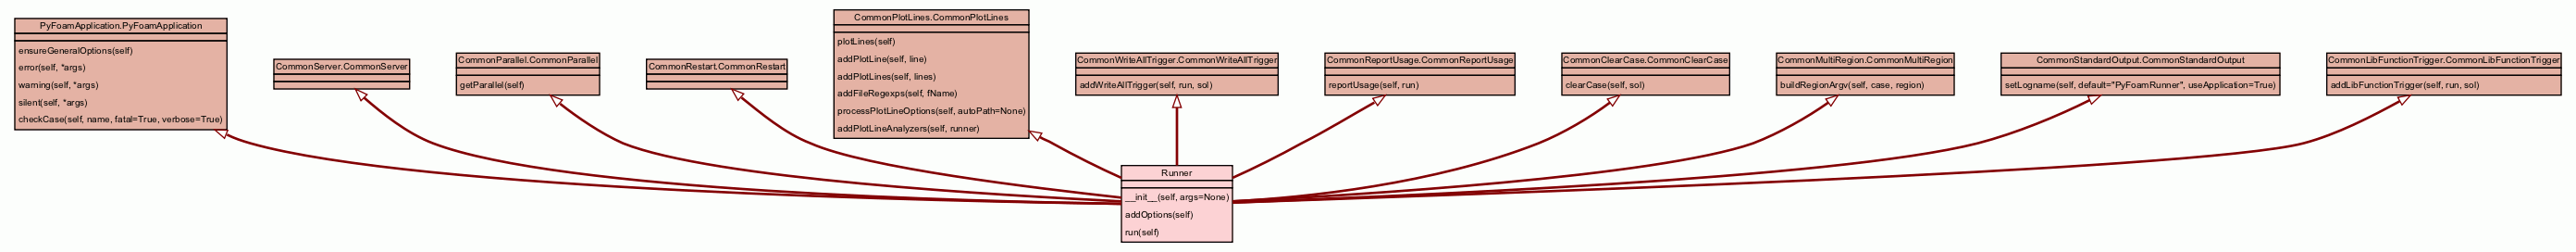 PyFoamApplication.PyFoamApplication
ensureGeneralOptions(self)
error(self, *args)
warning(self, *args)
silent(self, *args)
checkCase(self, name, fatal=True, verbose=True)
CommonServer.CommonServer
CommonParallel.CommonParallel
getParallel(self)
CommonRestart.CommonRestart
CommonPlotLines.CommonPlotLines
plotLines(self)
addPlotLine(self, line)
addPlotLines(self, lines)
addFileRegexps(self, fName)
processPlotLineOptions(self, autoPath=None)
addPlotLineAnalyzers(self, runner)
CommonWriteAllTrigger.CommonWriteAllTrigger
addWriteAllTrigger(self, run, sol)
CommonReportUsage.CommonReportUsage
reportUsage(self, run)
CommonClearCase.CommonClearCase
clearCase(self, sol)
CommonMultiRegion.CommonMultiRegion
buildRegionArgv(self, case, region)
CommonStandardOutput.CommonStandardOutput
setLogname(self, default="PyFoamRunner", useApplication=True)
CommonLibFunctionTrigger.CommonLibFunctionTrigger
addLibFunctionTrigger(self, run, sol)
Runner
__init__(self, args=None)
addOptions(self)
run(self)